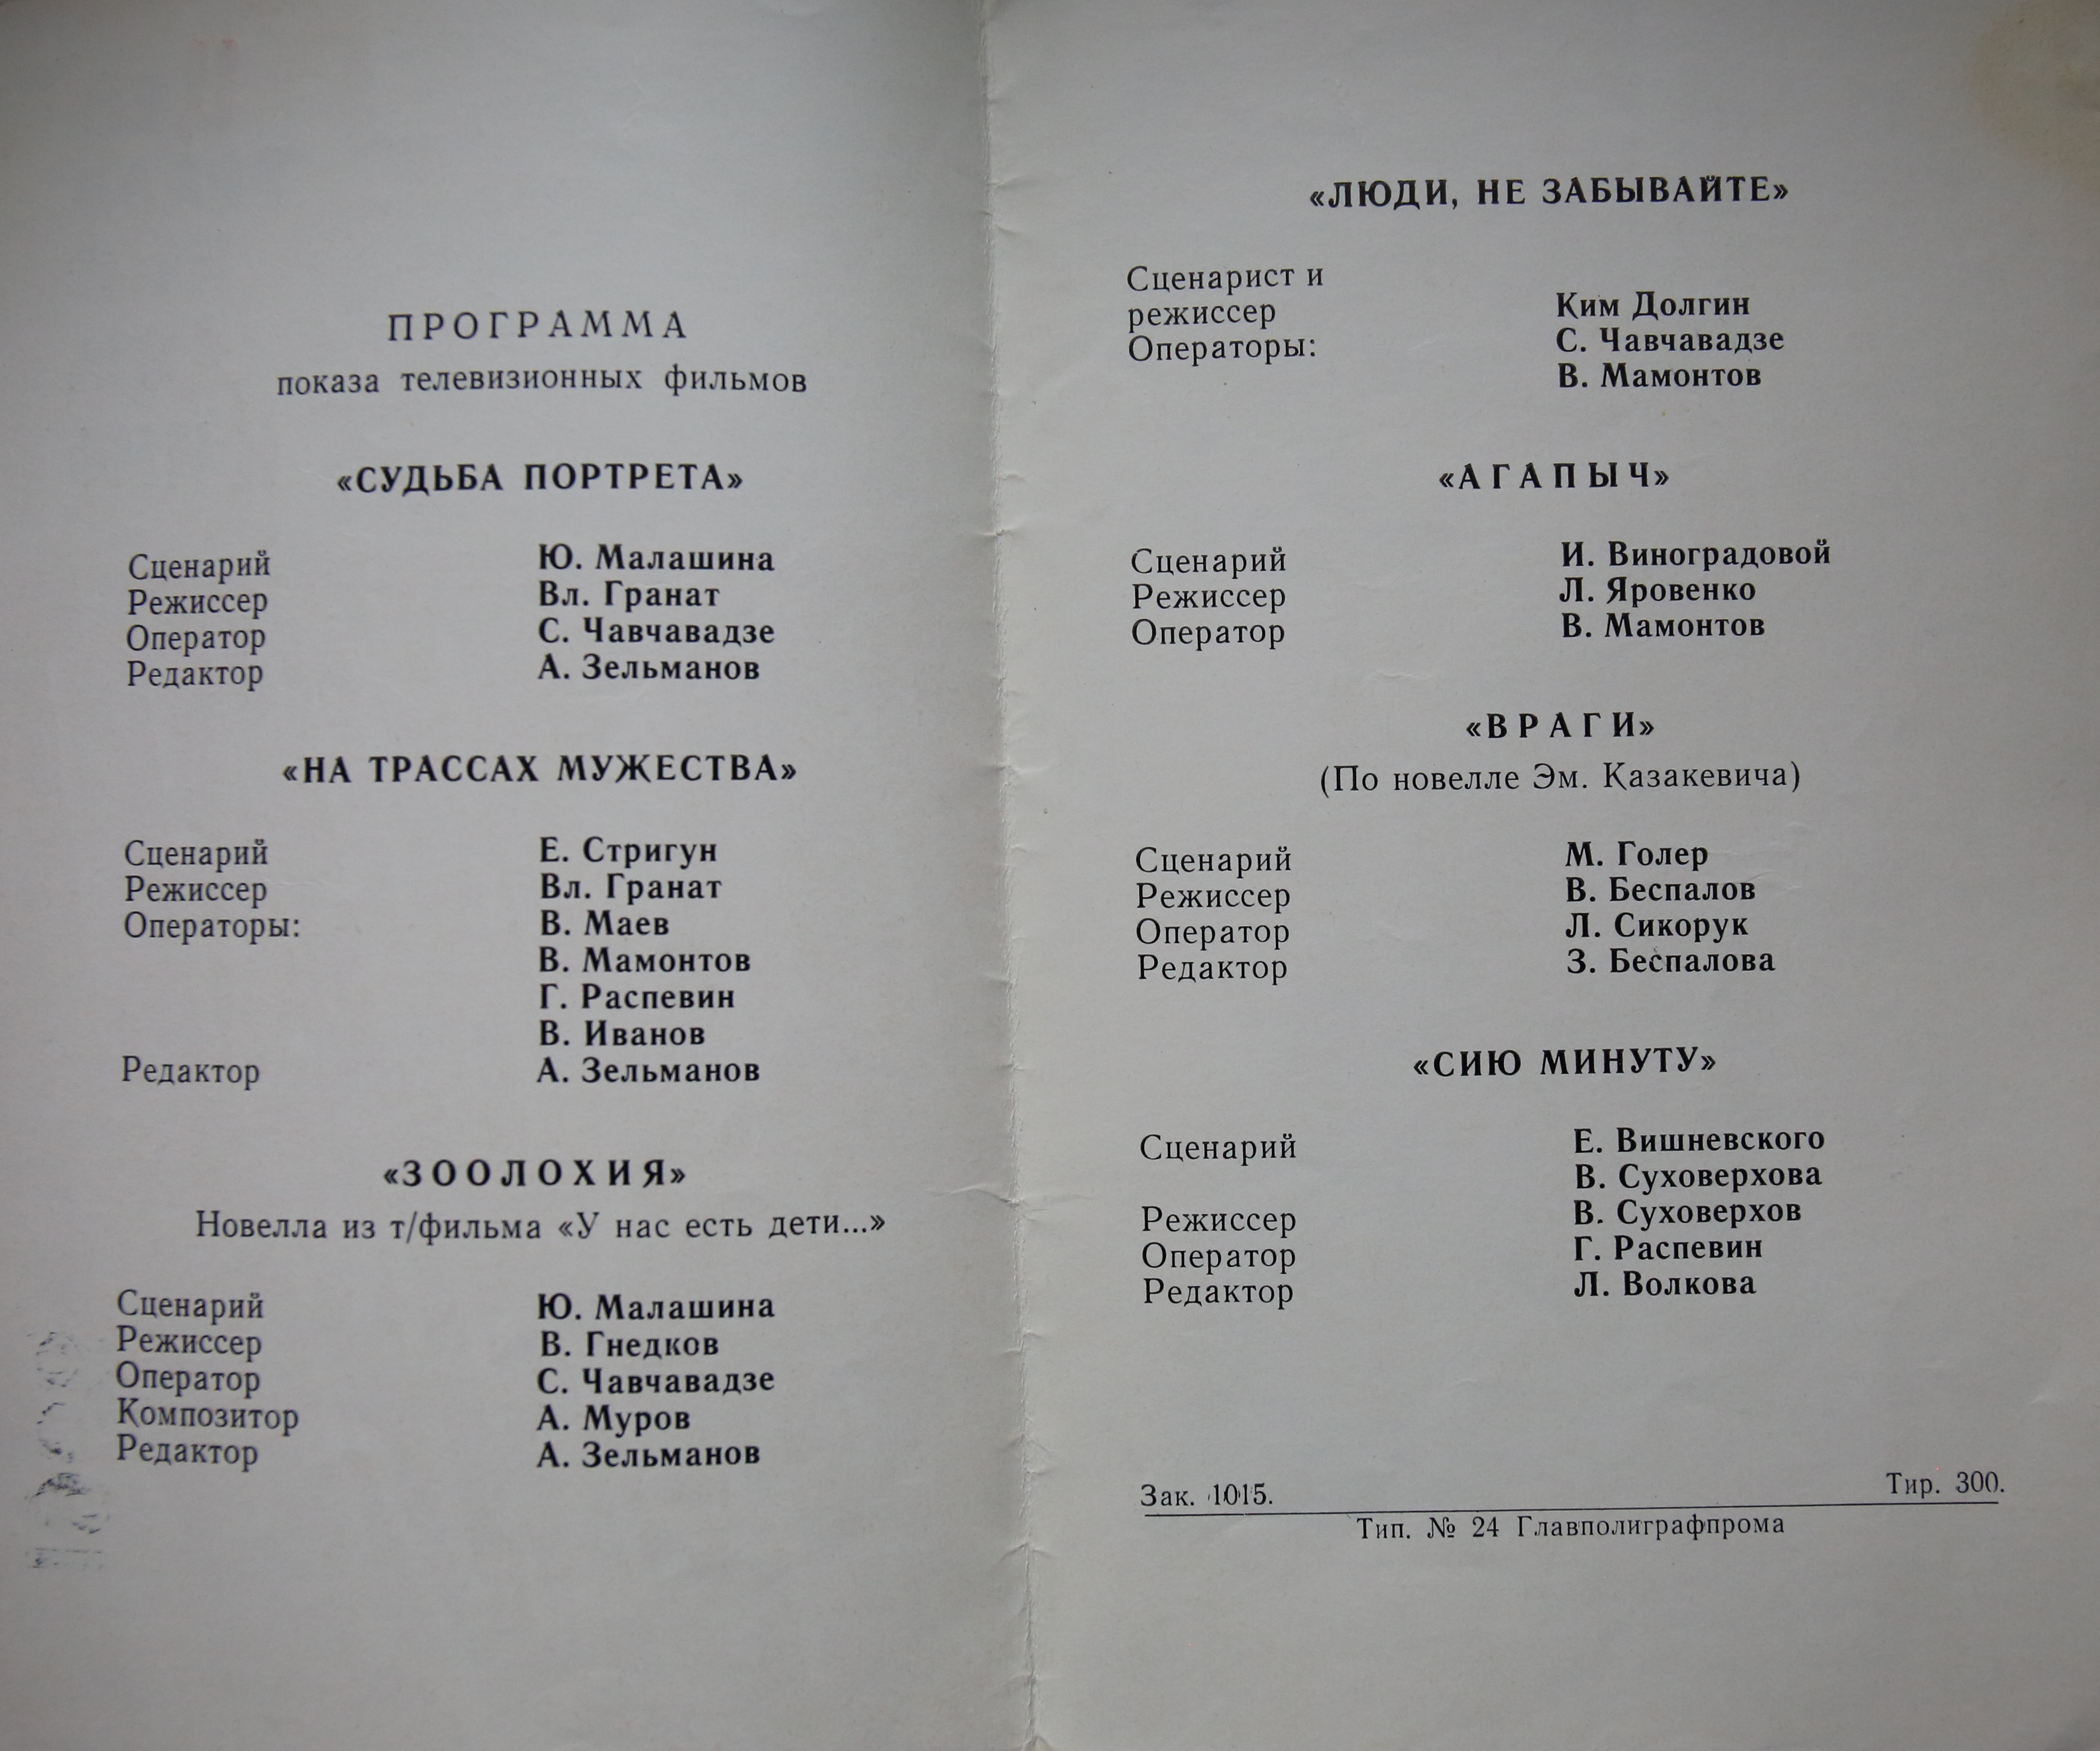 ПРОГРАММА
показа телевизионных фильмов
«СУДЬБА ПОРТРЕТА»
Сценарий Ю. Малашина
Режиссер Вл. Гранат
Оператор С. Чавчавадзе
Редактор А. Зельманов
«НА ТРАССАХ МУЖЕСТВА»
Сценарий Е. Стригун
Режиссер Вл. Гранат
Операторы: В. Маев
В. Мамонтов
Г. Распевин
В. Иванов
Редактор А. Зельманов
«ЗООЛОХИЯ»
Новелла из т/фильма «У нас есть дети...»
Сценарий Ю. Малашина
Режиссер В. Гнедков
Оператор С. Чавчавадзе
Композитор А. Муров
Редактор А. Зельманов
«ЛЮДИ, НЕ ЗАБЫВАЙТЕ»
Сценарист и
режиссер Ким Долгин
Операторы: С. Чавчавадзе
В. Мамонтов
«АГАПЫЧ»
Сценарий И. Виноградовой
Режиссер Л. Яровенко
Оператор В. Мамонтов
«ВРАГИ»
(По новелле Эм. Казакевича)
Сценарий М. Голер
Режиссер В. Беспалов
Оператор Л. Сикорук
Редактор З. Беспалова
«СИЮ МИНУТУ»
Сценарий Е. Вишневского
В. Суховерхова
Режиссер В. Суховерхов
Оператор Г. Распевин
Редактор Л. Волкова
Зак. 1015. Тир. 300.
Тип. № 24 Главполиграфпрома